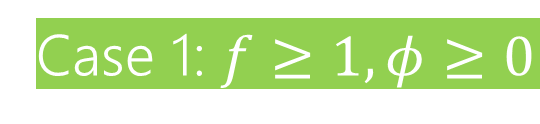 Case 1: 𝑓 ≥ 1, 𝜙 ≥ 0